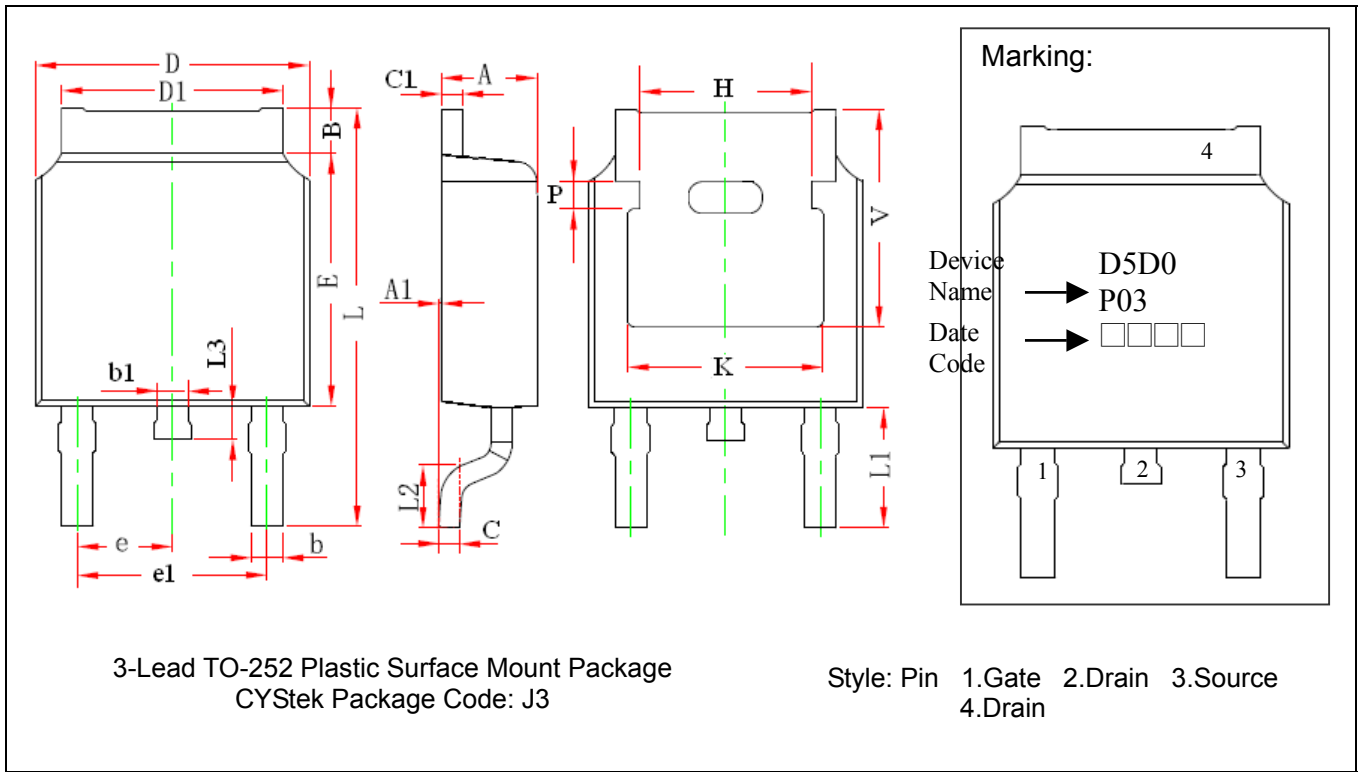 D
D1
B
E
L
L3
b1
e
b
e1
C1
A
A1
L2
C
H
P
V
K
L1
Marking:
4
Device
Name
D5D0
P03
Date
Code
□□□□
1
2
3
3-Lead TO-252 Plastic Surface Mount Package
CYStek Package Code: J3
Style: Pin 1.Gate 2.Drain 3.Source
4.Drain